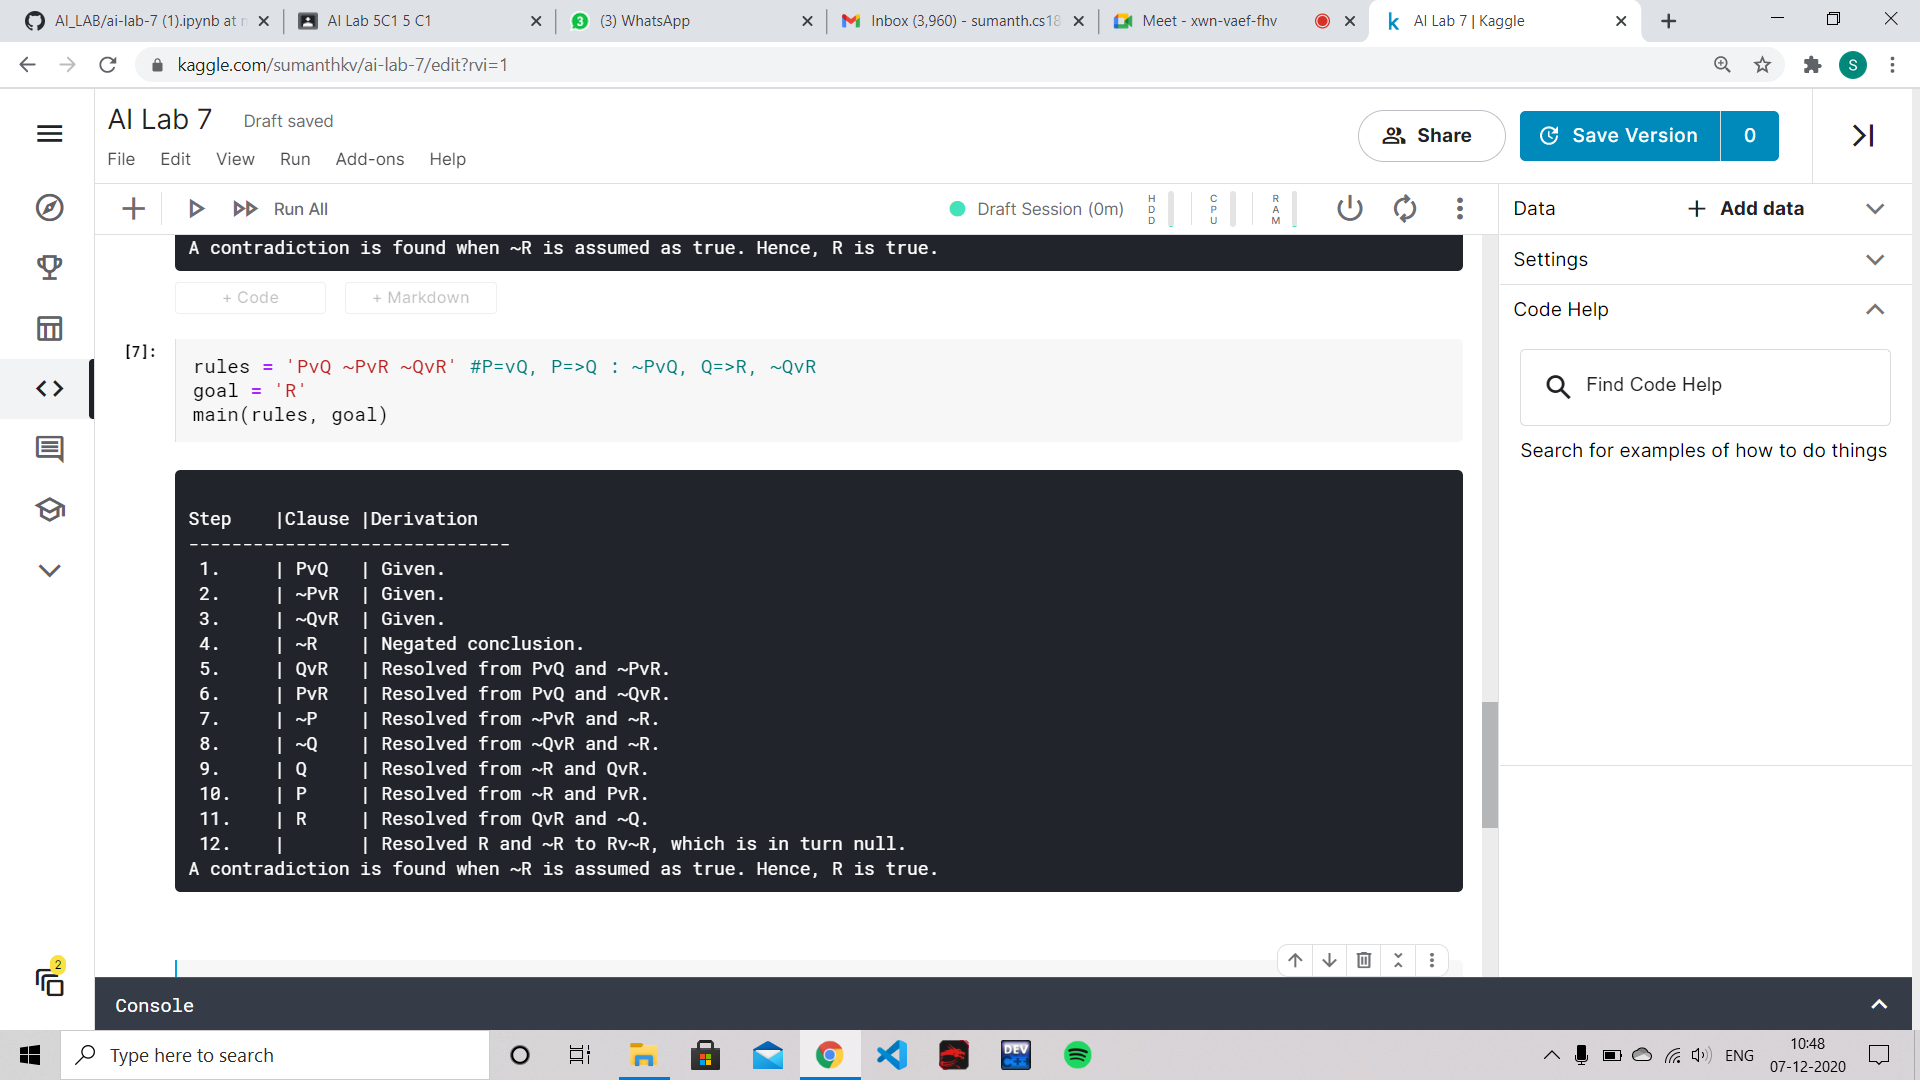 AI_LAB/ai-lab-7 (1).ipynb at m
AI Lab 5C1 5 C1
(3) WhatsApp
Inbox (3,960) - sumanth.cs18
Meet - xwn-vaef-fhv
AI Lab 7 | Kaggle
kaggle.com/sumanthkv/ai-lab-7/edit?rvi=1
S
AI Lab 7
Draft saved
File Edit View Run Add-ons Help
Share
Save Version 0
Run All
Draft Session (0m)
HDD
CPU
RAM
Data
+ Add data
Settings
Code Help
Find Code Help
Search for examples of how to do things
A contradiction is found when ~R is assumed as true. Hence, R is true.
+ Code
+ Markdown
[7]:
rules = 'PvQ ~PvR ~QvR' #P=vQ, P=>Q : ~PvQ, Q=>R, ~QvR
goal = 'R'
main(rules, goal)
Step |Clause |Derivation
------------------------------
1. | PvQ | Given.
2. | ~PvR | Given.
3. | ~QvR | Given.
4. | ~R | Negated conclusion.
5. | QvR | Resolved from PvQ and ~PvR.
6. | PvR | Resolved from PvQ and ~QvR.
7. | ~P | Resolved from ~PvR and ~R.
8. | ~Q | Resolved from ~QvR and ~R.
9. | Q | Resolved from ~R and QvR.
10. | P | Resolved from ~R and PvR.
11. | R | Resolved from QvR and ~Q.
12. | | Resolved R and ~R to Rv~R, which is in turn null.
A contradiction is found when ~R is assumed as true. Hence, R is true.
2
Console
Type here to search
DEV
C++
ENG
10:48
07-12-2020